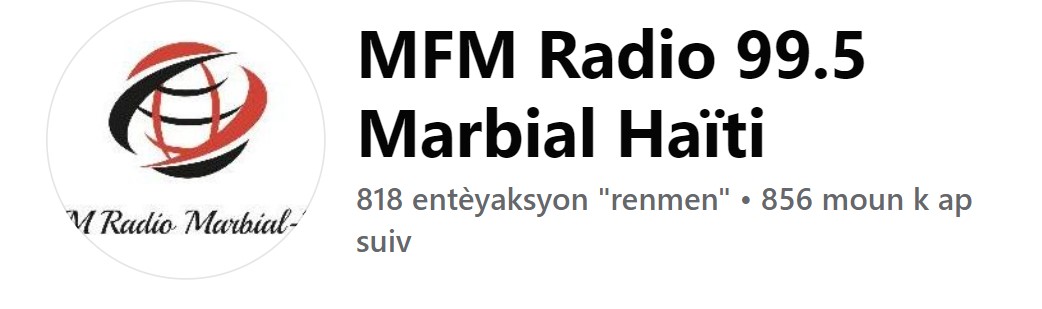 MFM Radio 99.5
Marbial Haïti
818 entèyaksyon "renmen" • 856 moun k ap
suiv
M Radio Marbial-